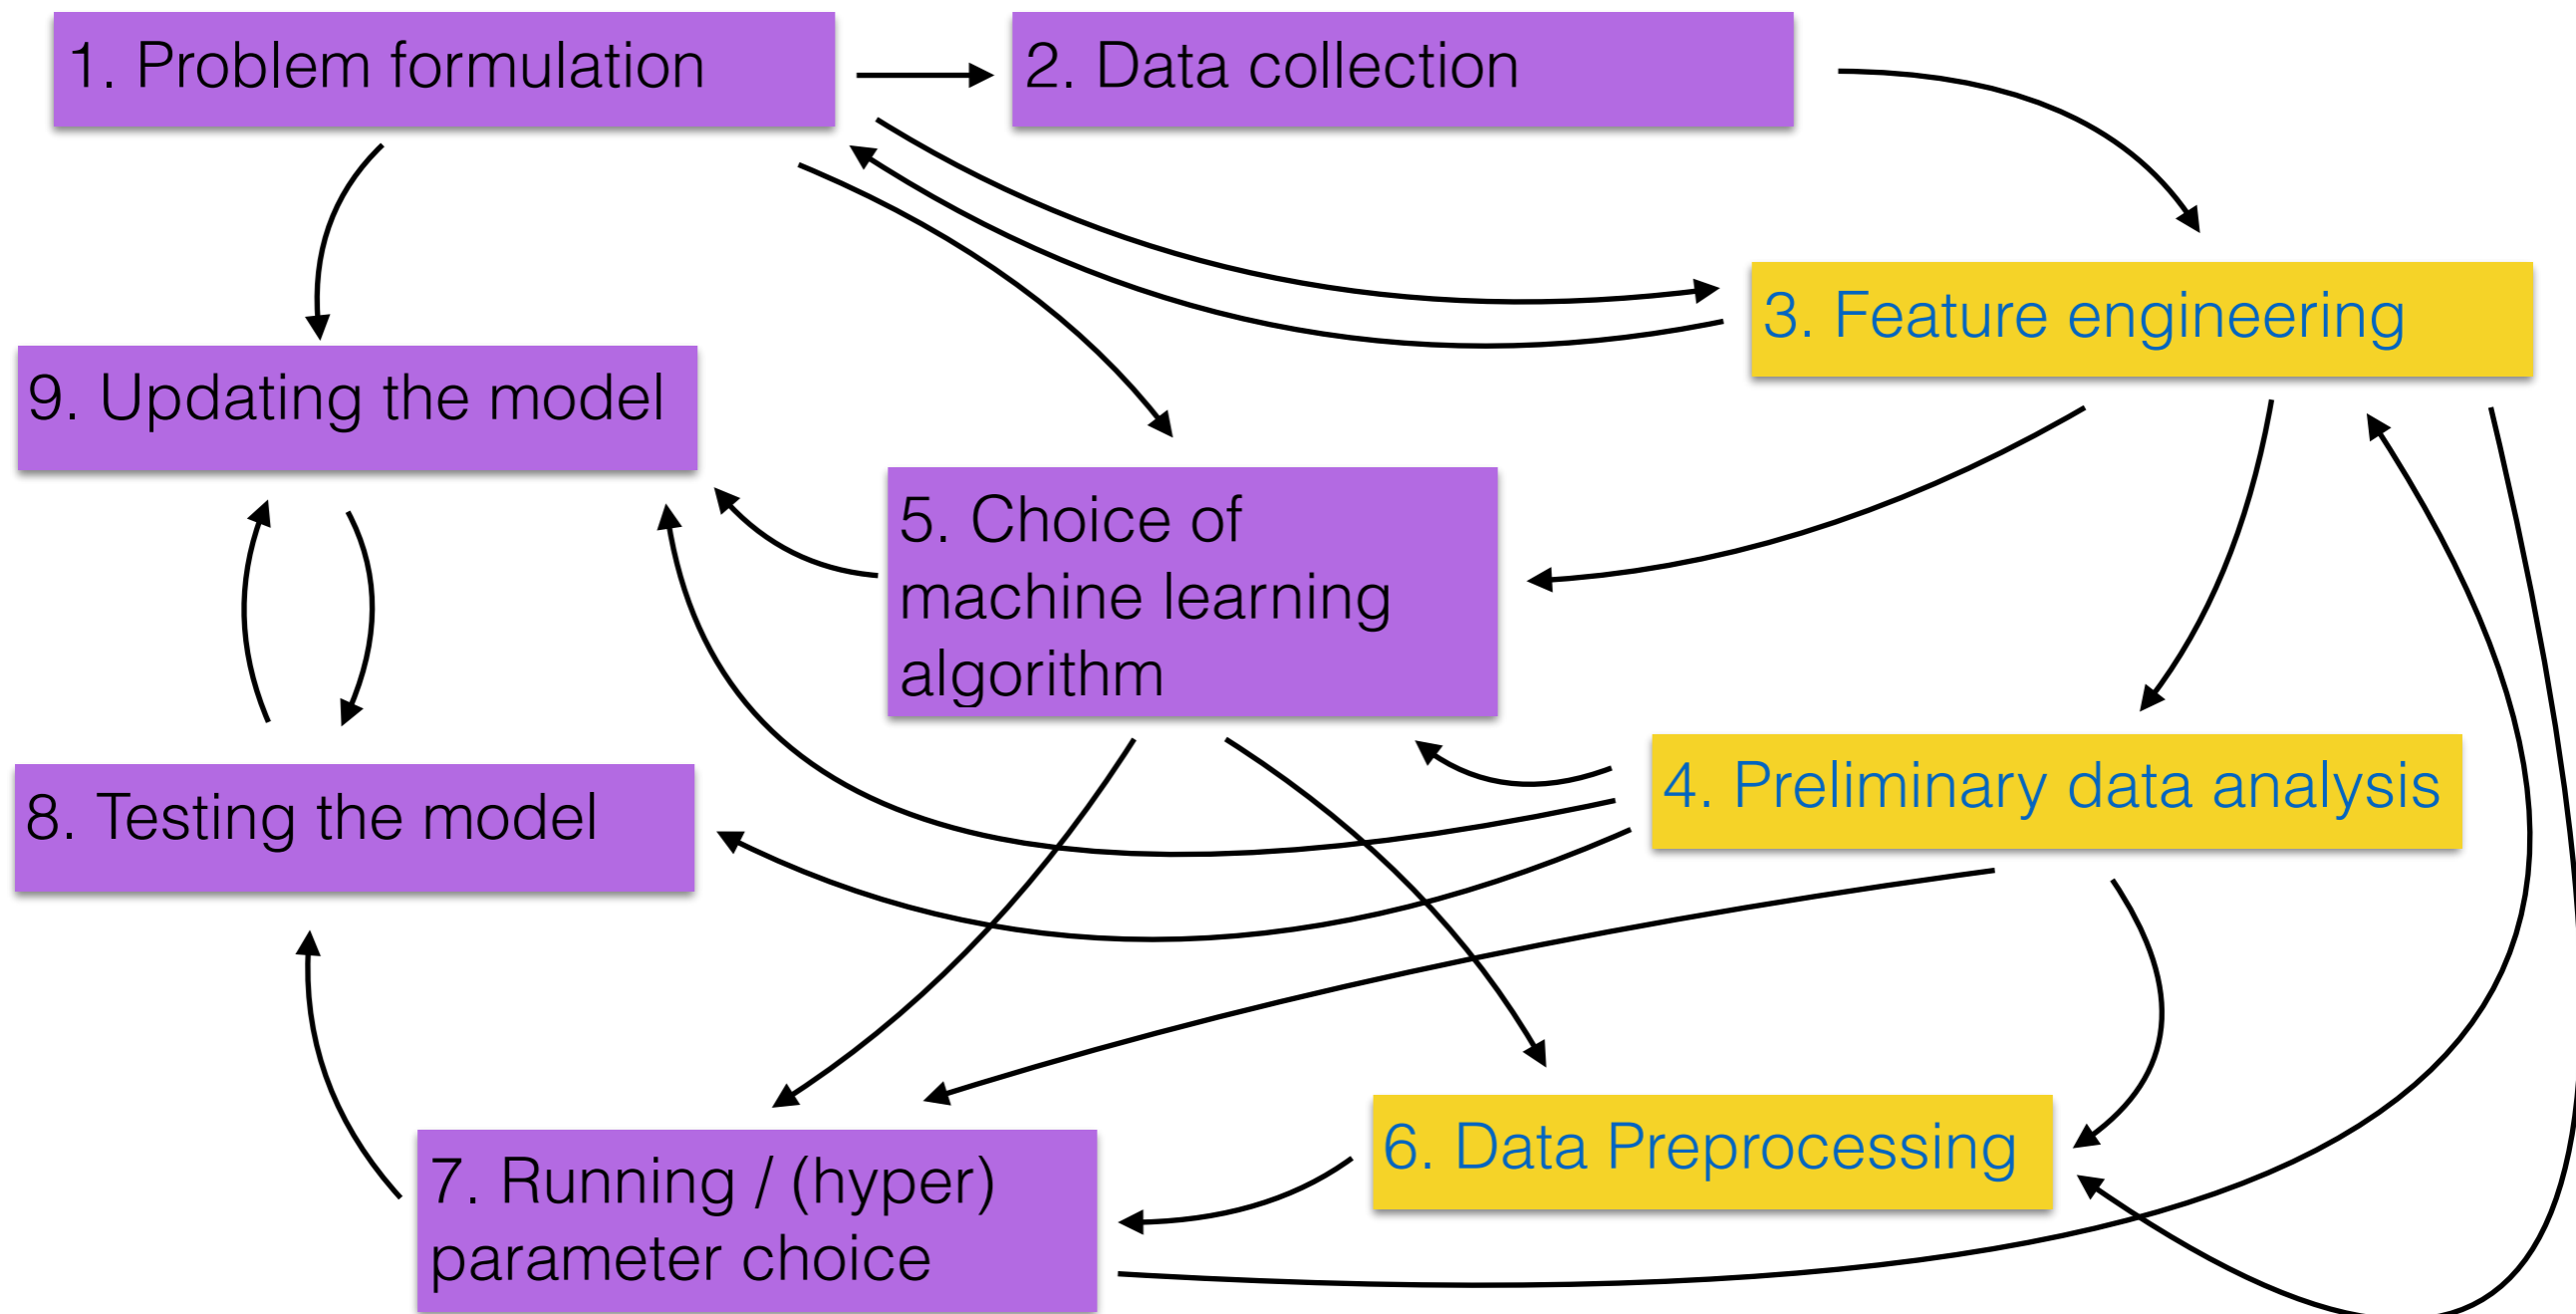 1. Problem formulation
2. Data collection
3. Feature engineering
9. Updating the model
5. Choice of
machine learning
algorithm
4. Preliminary data analysis
8. Testing the model
6. Data Preprocessing
7. Running / (hyper)
parameter choice